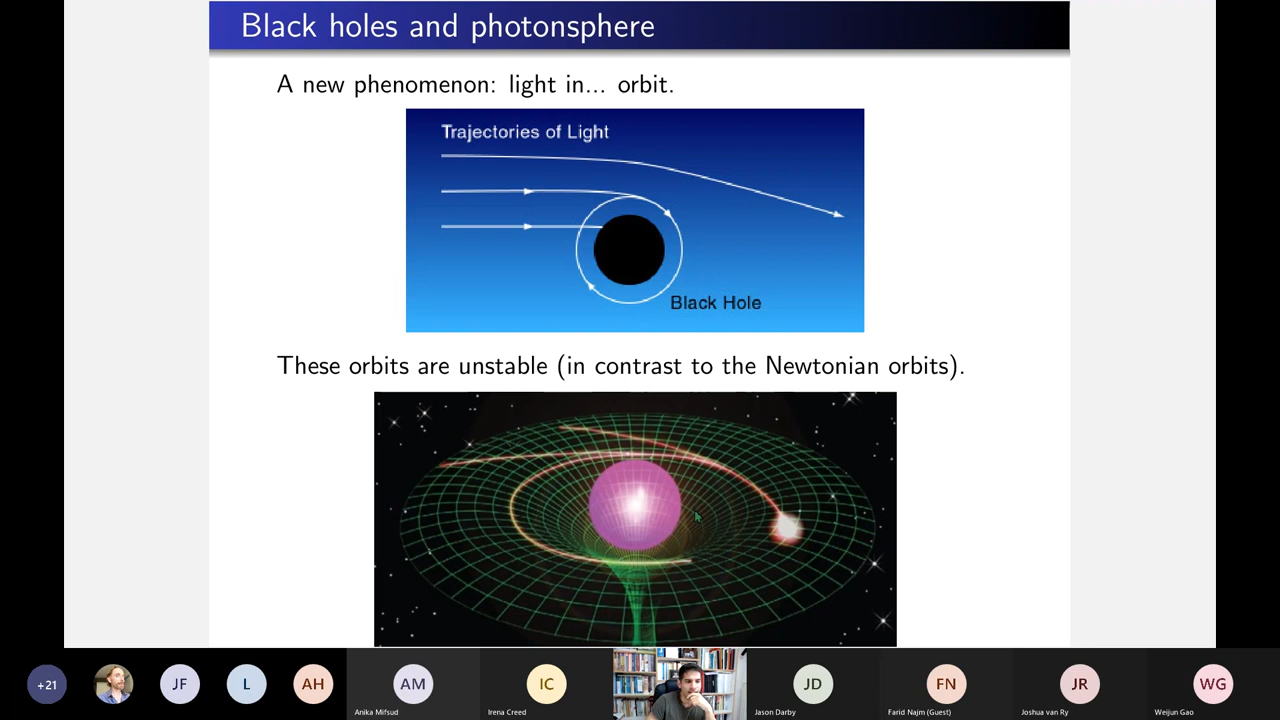 Black holes and photonsphere
A new phenomenon: light in... orbit.
Trajectories of Light
Black Hole
These orbits are unstable (in contrast to the Newtonian orbits).
+21
JF
L
AH
AM
Anika Mifsud
IC
Irena Creed
JD
Jason Darby
FN
Farid Najm (Guest)
JR
Joshua van Ry
WG
Weijun Gao